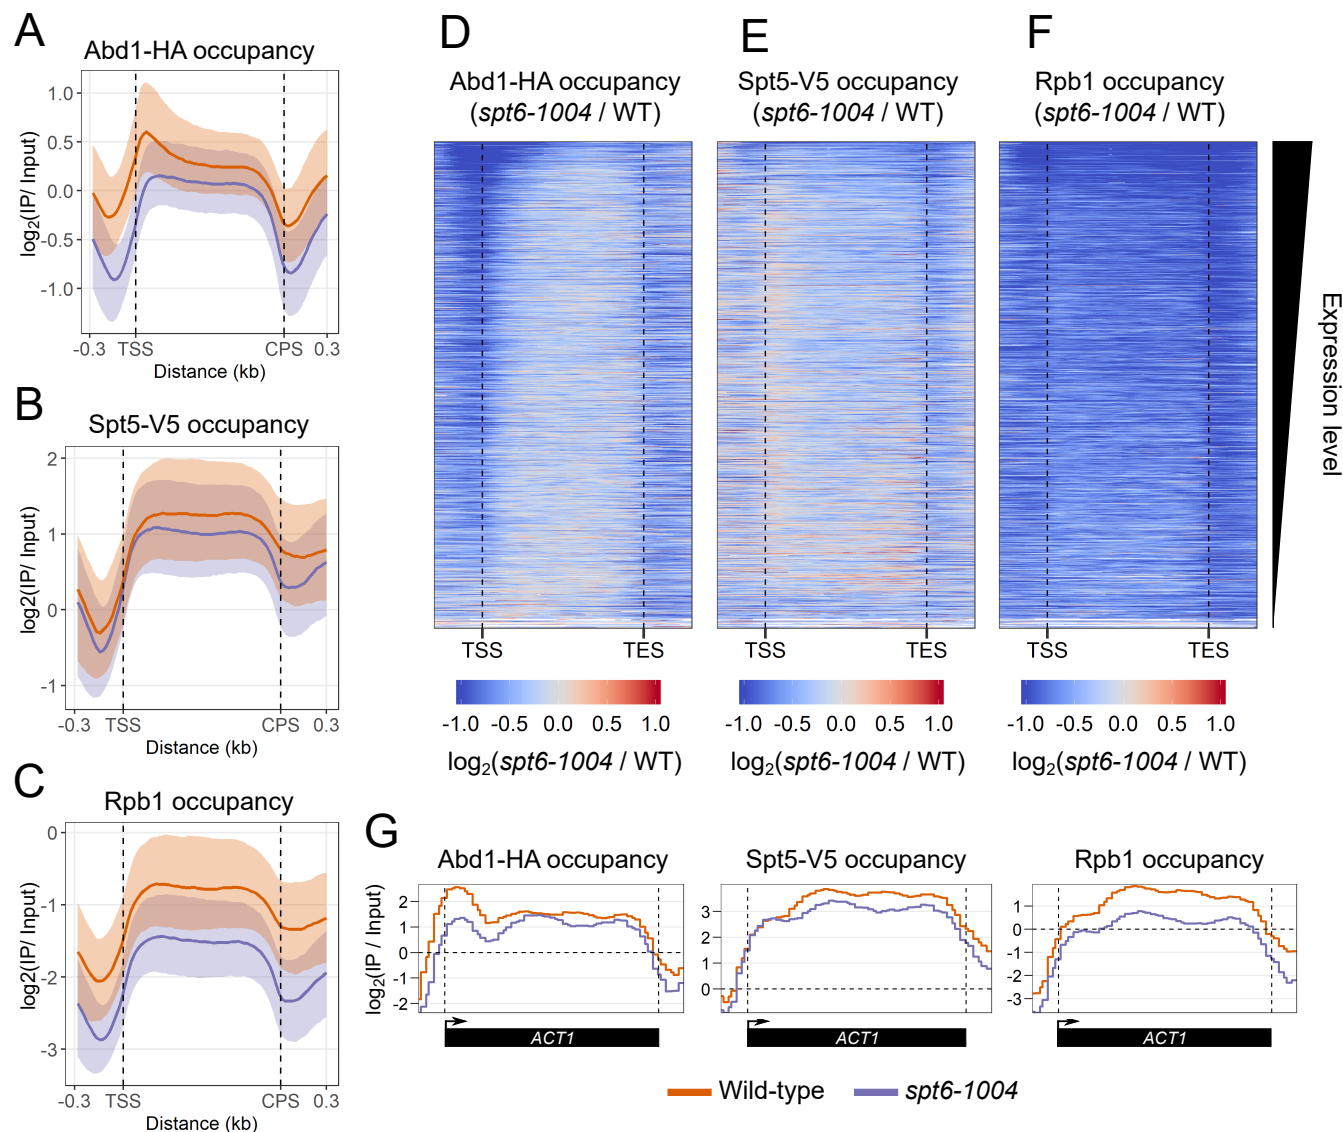 A
Abd1-HA occupancy
log2(IP/ Input)
1.0
0.5
0.0
-0.5
-1.0
-0.3 TSS CPS 0.3
Distance (kb)
B
Spt5-V5 occupancy
log2(IP/ Input)
2
1
0
-1
-0.3 TSS CPS 0.3
Distance (kb)
C
Rpb1 occupancy
log2(IP/ Input)
0
-1
-2
-3
-0.3 TSS CPS 0.3
Distance (kb)
D
Abd1-HA occupancy
(spt6-1004 / WT)
TSS TES
-1.0 -0.5 0.0 0.5 1.0
log2(spt6-1004 / WT)
E
Spt5-V5 occupancy
(spt6-1004 / WT)
TSS TES
-1.0 -0.5 0.0 0.5 1.0
log2(spt6-1004 / WT)
F
Rpb1 occupancy
(spt6-1004 / WT)
TSS TES
-1.0 -0.5 0.0 0.5 1.0
log2(spt6-1004 / WT)
Expression level
G
Abd1-HA occupancy
log2(IP / Input)
2
1
0
-1
-2
ACT1
Spt5-V5 occupancy
3
2
1
0
ACT1
Rpb1 occupancy
1
0
-1
-2
-3
ACT1
Wild-type spt6-1004